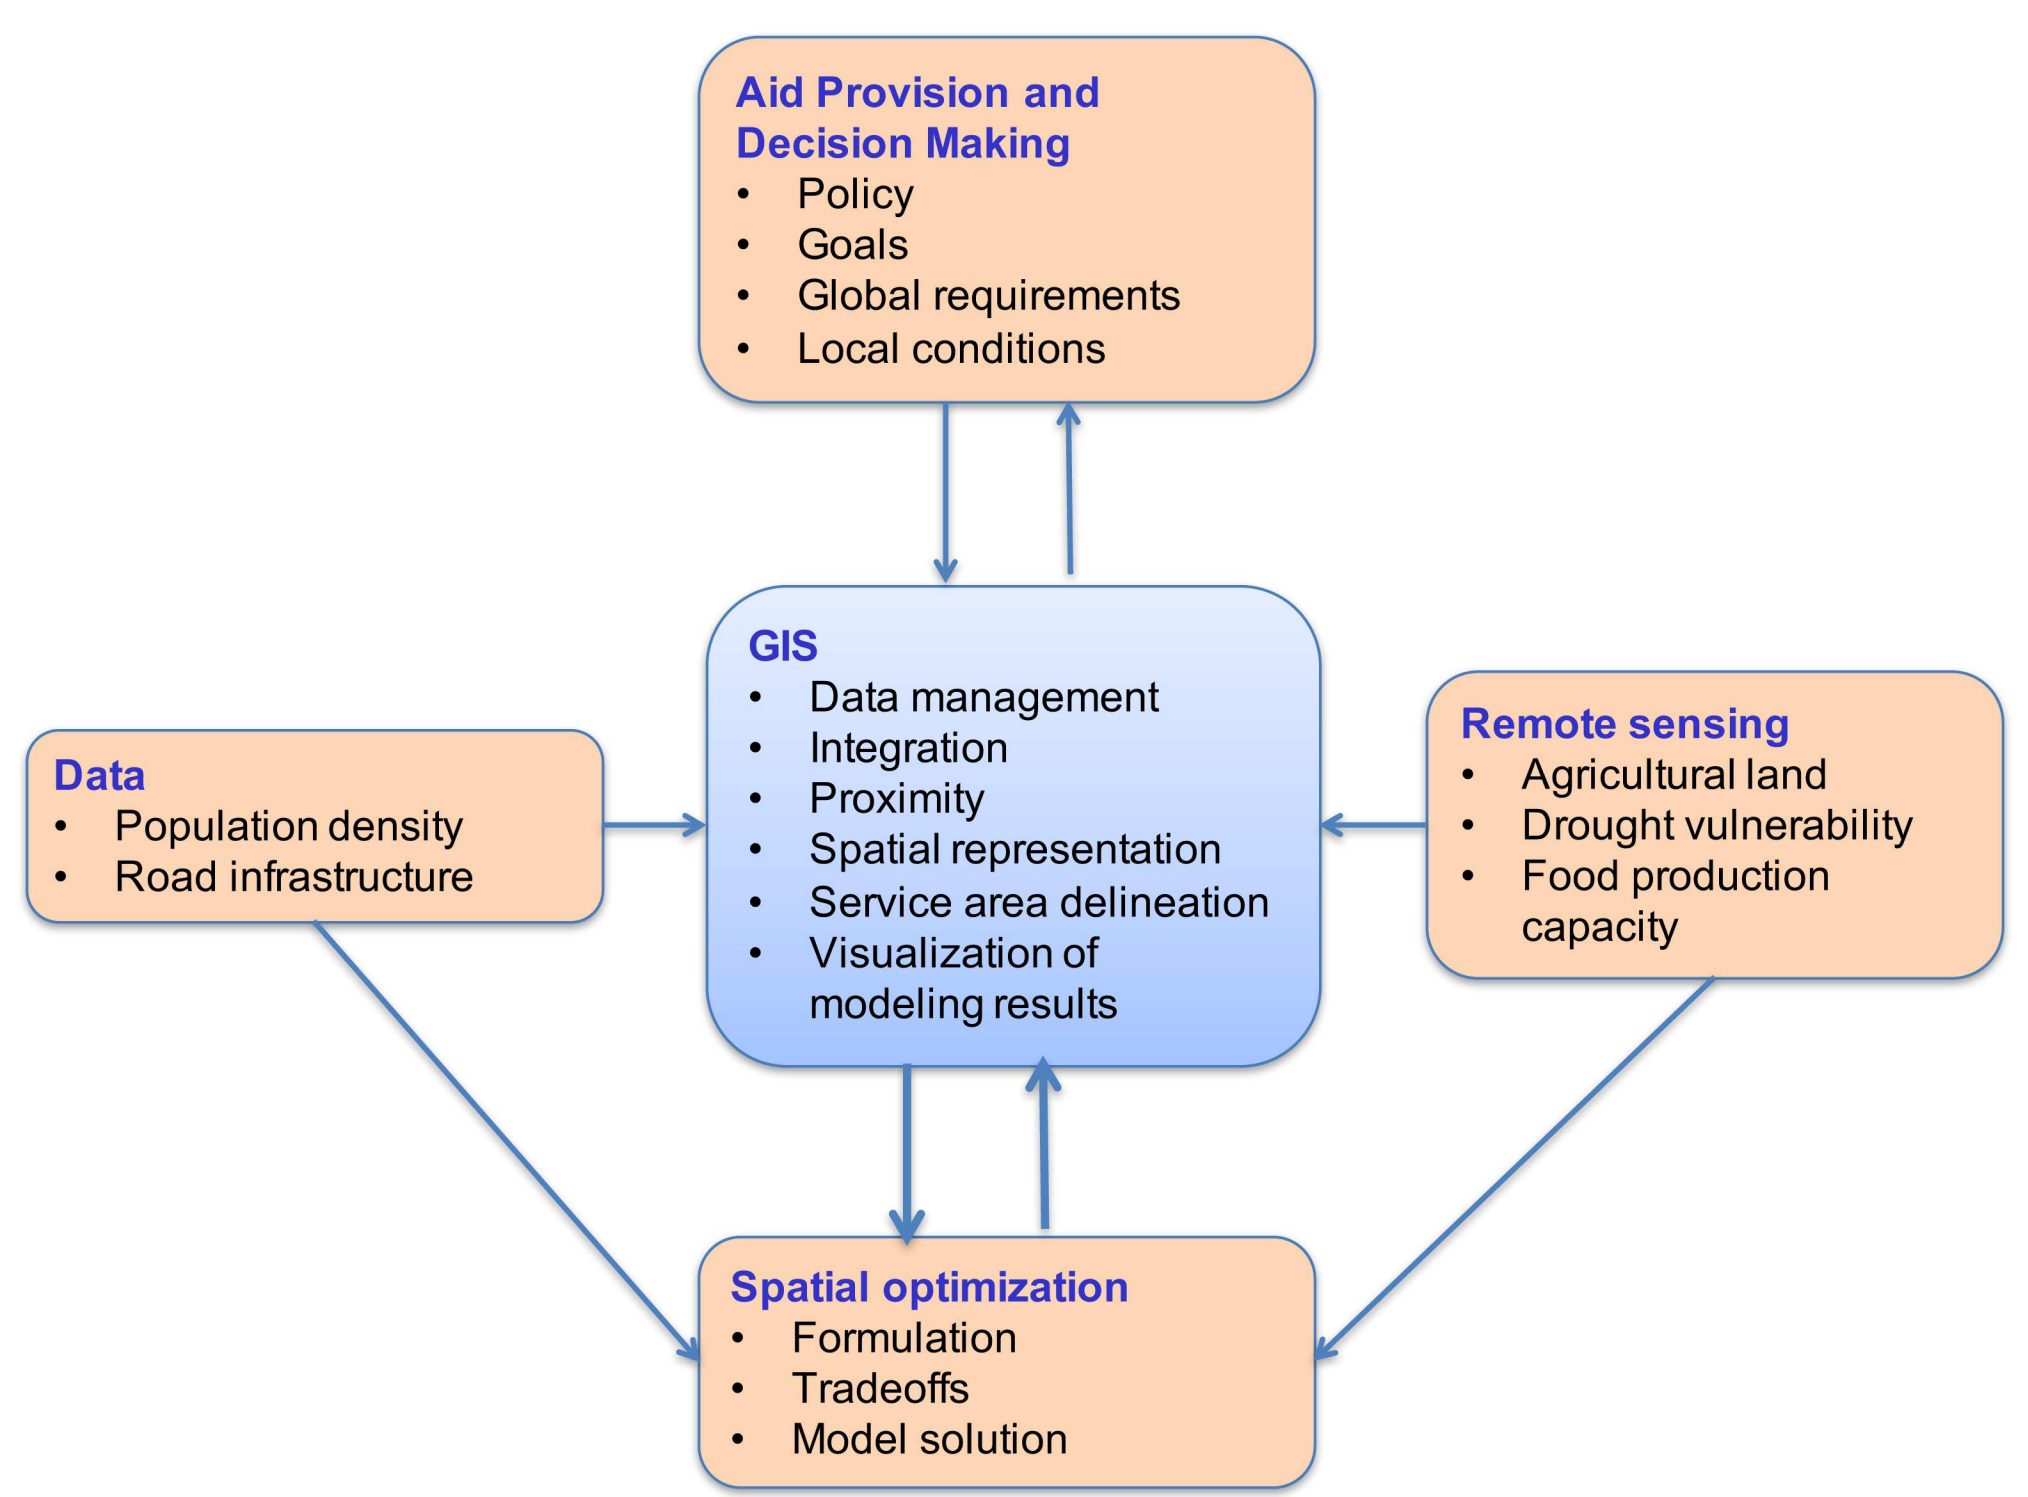 Aid Provision and
Decision Making
• Policy
• Goals
• Global requirements
• Local conditions
GIS
• Data management
• Integration
• Proximity
• Spatial representation
• Service area delineation
• Visualization of
modeling results
Data
• Population density
• Road infrastructure
Remote sensing
• Agricultural land
• Drought vulnerability
• Food production
capacity
Spatial optimization
• Formulation
• Tradeoffs
• Model solution